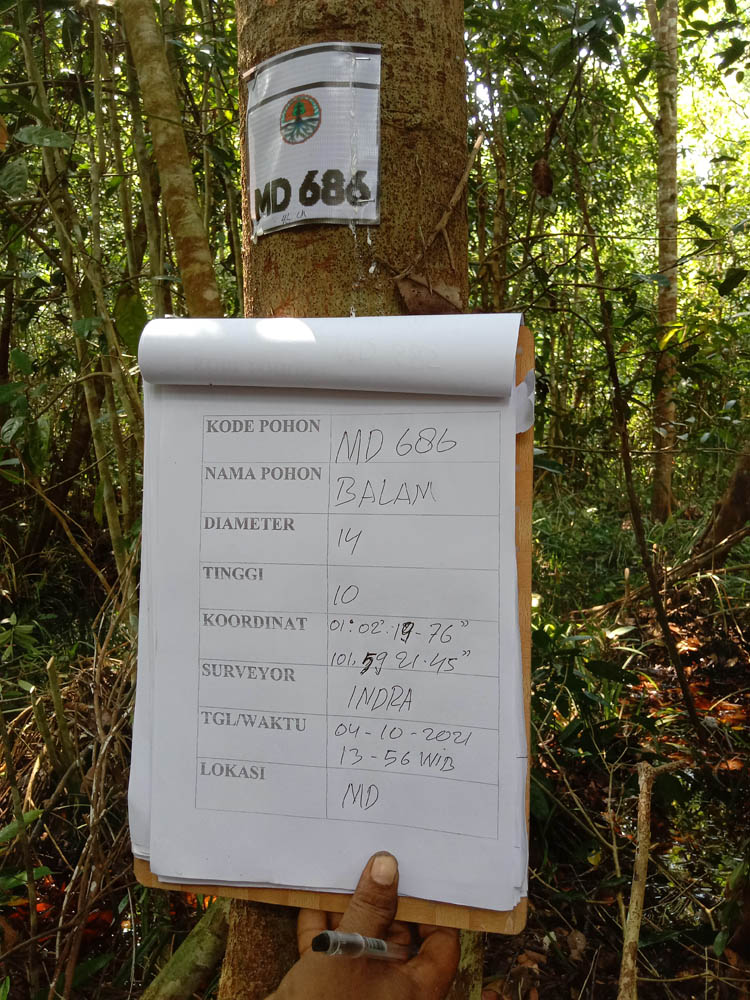 MD 686
KODE POHON MD 686
NAMA POHON BALAM
DIAMETER 14
TINGGI 10
KOORDINAT 01° 02' 19-76"
101. 59 21.45"
SURVEYOR INDRA
TGL/WAKTU 04-10-2021
13-56 WIB
LOKASI MD